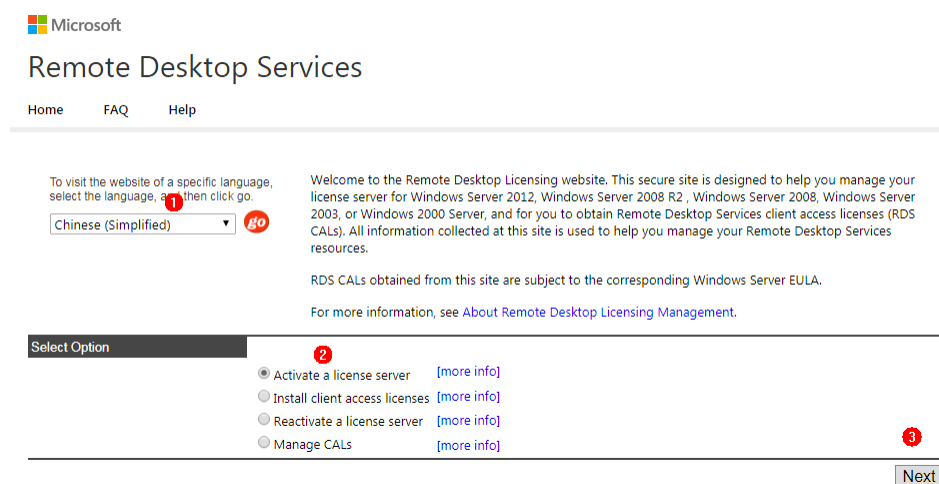 Microsoft
Remote Desktop Services
Home FAQ Help
To visit the website of a specific language,
select the language, and then click go.
1
Chinese (Simplified) go
Welcome to the Remote Desktop Licensing website. This secure site is designed to help you manage your
license server for Windows Server 2012, Windows Server 2008 R2 , Windows Server 2008, Windows Server
2003, or Windows 2000 Server, and for you to obtain Remote Desktop Services client access licenses (RDS
CALs). All information collected at this site is used to help you manage your Remote Desktop Services
resources.
RDS CALs obtained from this site are subject to the corresponding Windows Server EULA.
For more information, see About Remote Desktop Licensing Management.
Select Option
2
Activate a license server [more info]
Install client access licenses [more info]
Reactivate a license server [more info]
Manage CALs [more info]
3
Next